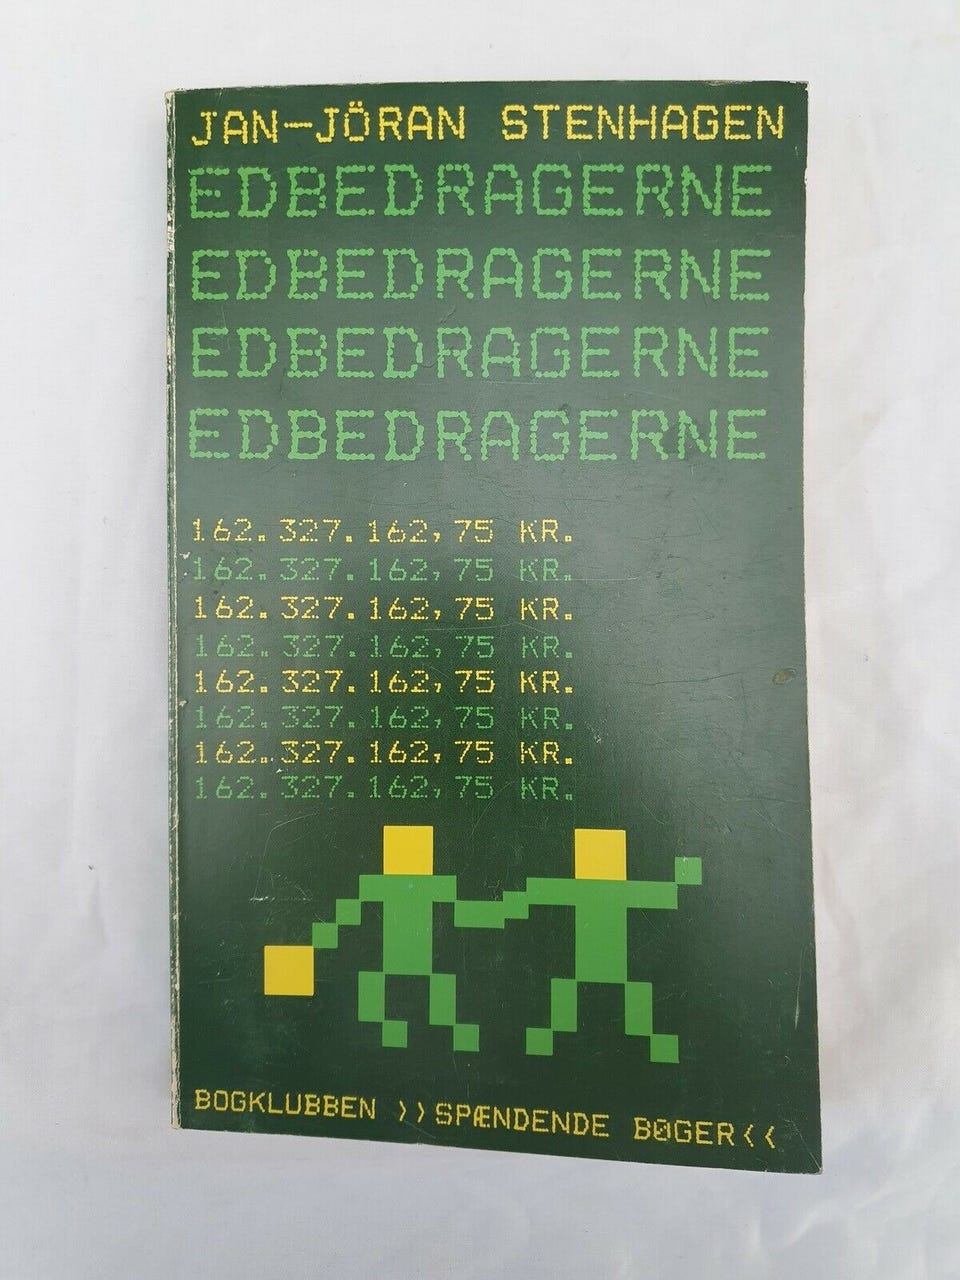 JAN-JÖRAN STENHAGEN
EDBEDRAGERNE
EDBEDRAGERNE
EDBEDRAGERNE
EDBEDRAGERNE
162.327.162,75 KR.
162.327.162,75 KR.
162.327.162,75 KR.
162.327.162,75 KR.
162.327.162,75 KR.
162.327.162,75 KR.
162.327.162,75 KR.
162.327.162,75 KR.
BOGKLUBBEN >>SPÆNDENDE BØGER<<